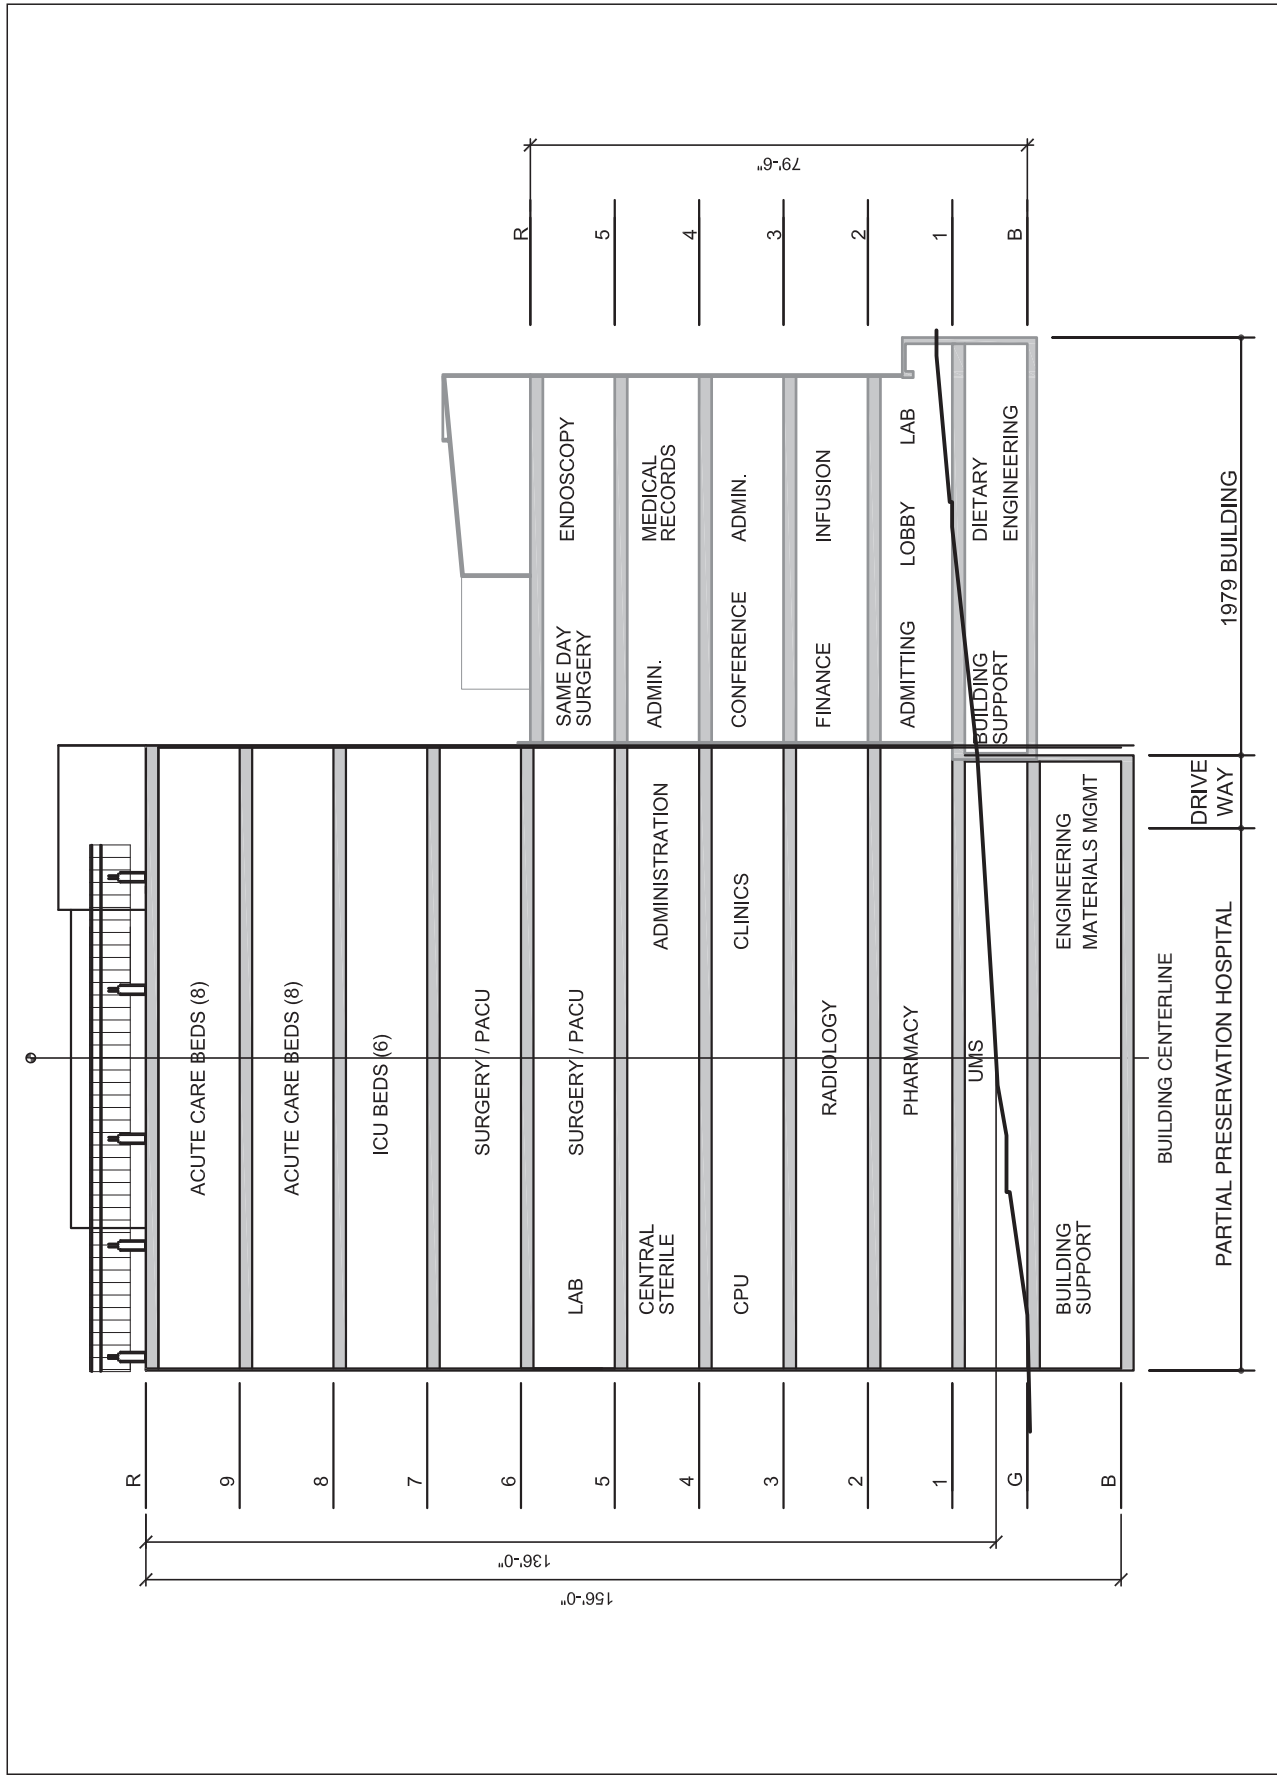 R
9
8
7
6
5
4
3
2
1
G
B
156'-0"
136'-0"
ACUTE CARE BEDS (8)
ACUTE CARE BEDS (8)
ICU BEDS (6)
SURGERY / PACU
LAB
SURGERY / PACU
CENTRAL
STERILE
ADMINISTRATION
CPU
CLINICS
RADIOLOGY
PHARMACY
UMS
BUILDING
SUPPORT
ENGINEERING
MATERIALS MGMT
BUILDING CENTERLINE
PARTIAL PRESERVATION HOSPITAL
DRIVE
WAY
1979 BUILDING
SAME DAY
SURGERY
ENDOSCOPY
ADMIN.
MEDICAL
RECORDS
CONFERENCE
ADMIN.
FINANCE
INFUSION
ADMITTING
LOBBY
LAB
BUILDING
SUPPORT
DIETARY
ENGINEERING
R
5
4
3
2
1
B
79'-6"